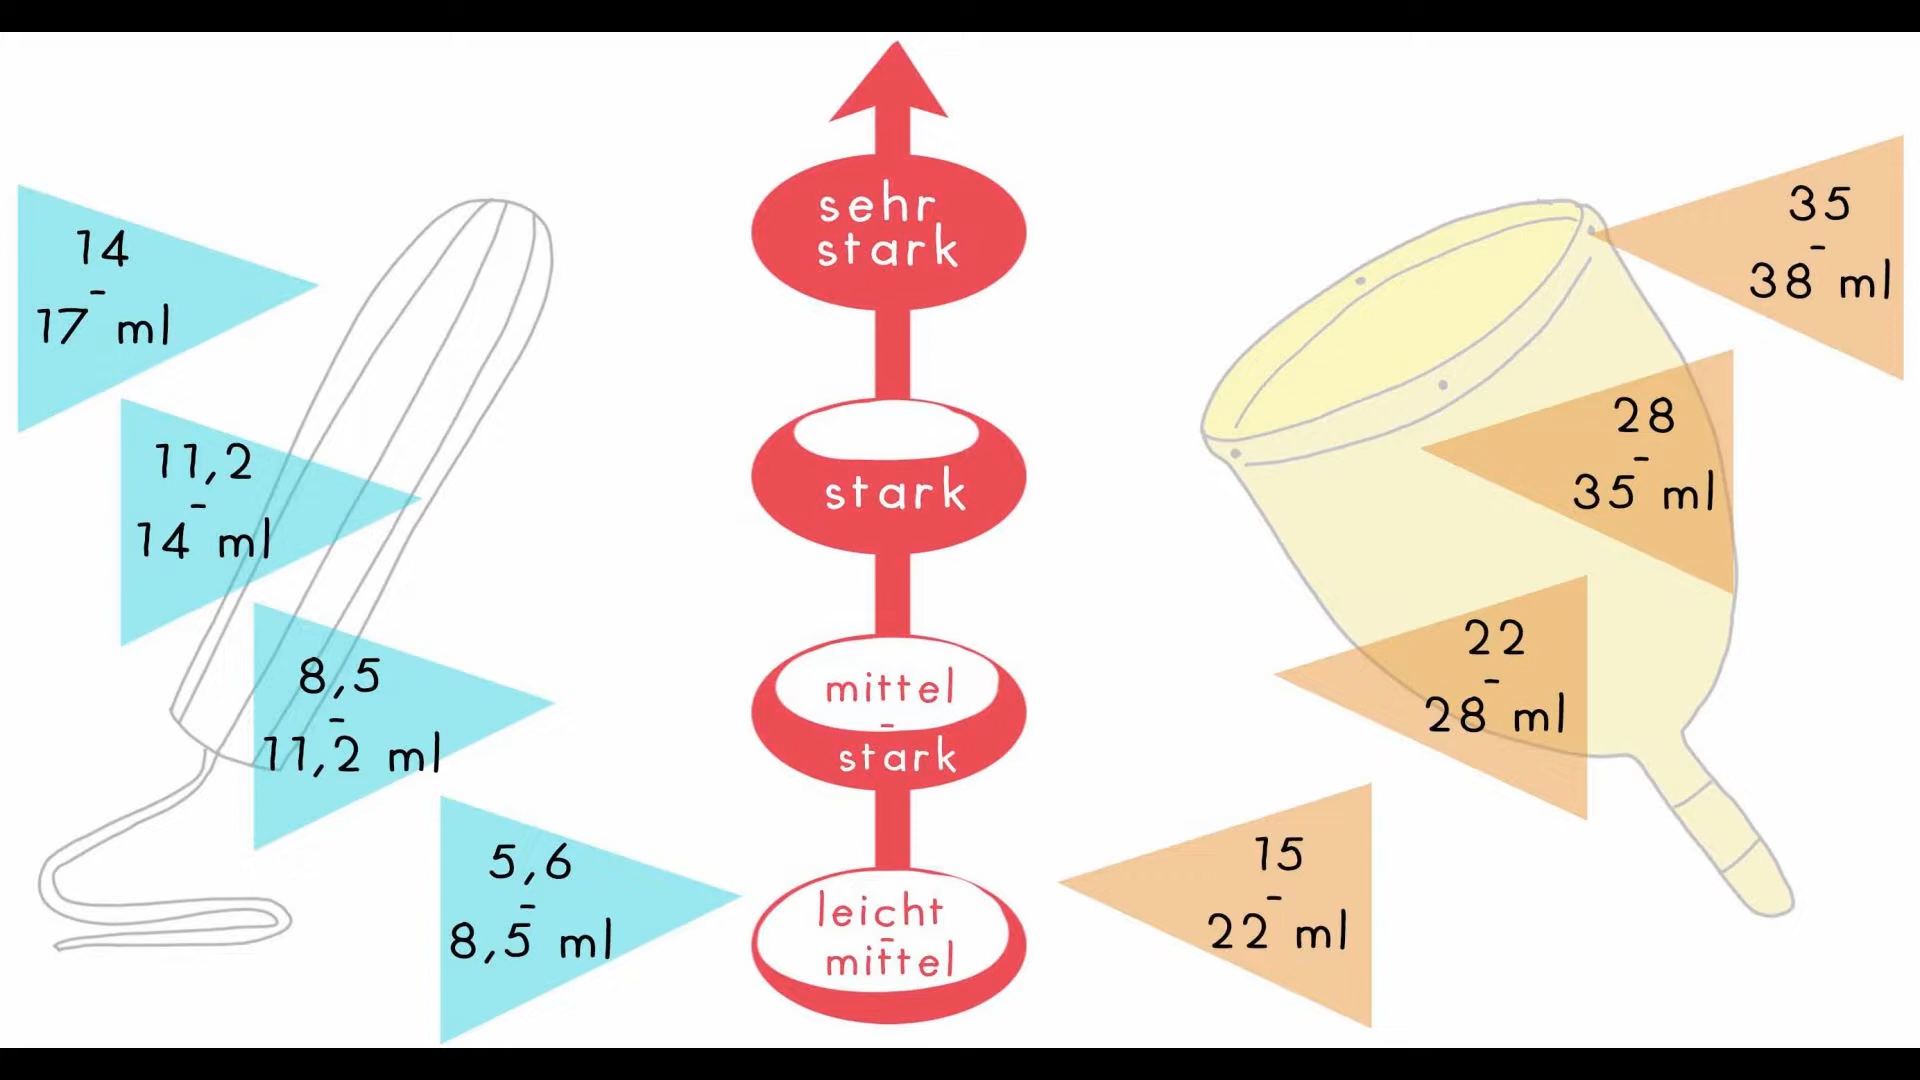 14
-
17 ml
11,2
-
14 ml
8,5
-
11,2 ml
5,6
-
8,5 ml
sehr
stark
stark
mittel
-
stark
leicht
-
mittel
35
-
38 ml
28
-
35 ml
22
-
28 ml
15
-
22 ml